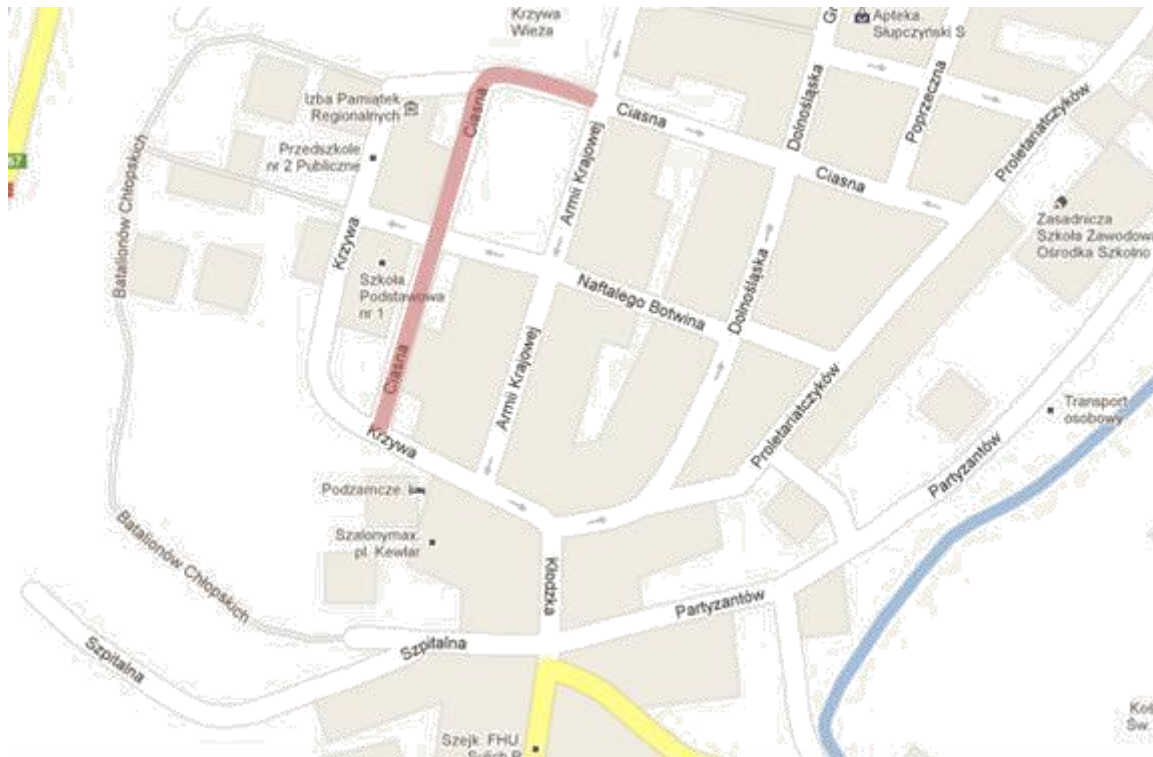 Krzywa
Wieża
Apteka
Słupczyński S
Izba Pamiątek
Regionalnych
Ciasna
Ciasna
Dolnośląska
Poprzeczna
Proletariatczyków
Przedszkole
nr 2 Publiczne
Batalionów Chłopskich
Armii Krajowej
Ciasna
Krzywa
Zasadnicza
Szkoła Zawodowa
Ośrodka Szkolno
Szkoła
Podstawowa
nr 1
Naftalego Botwina
Dolnośląska
Ciasna
Armii Krajowej
Proletariatczyków
Transport
osobowy
Krzywa
Partyzantów
Podzamcze
Szalonymax.
pl. Kewlar
Batalionów Chłopskich
Kłodzka
Partyzantów
Szpitalna
Szpitalna
Szejk. FHU
Św.